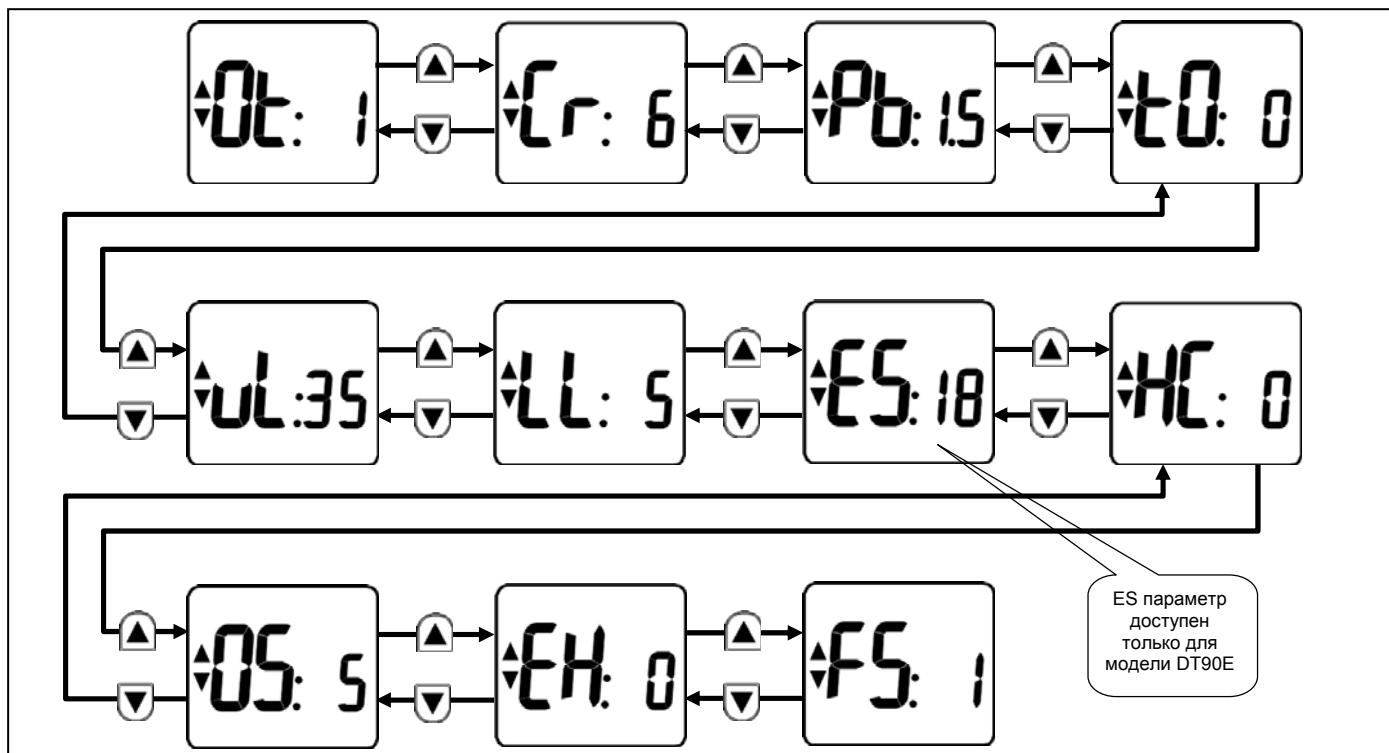 Ot: 1
Cr: 6
Pb:1.5
tO: 0
uL:35
LL: 5
ES:18
HC: 0
OS: 5
EH: 0
FS: 1
ES параметр
доступен
только для
модели DT90E